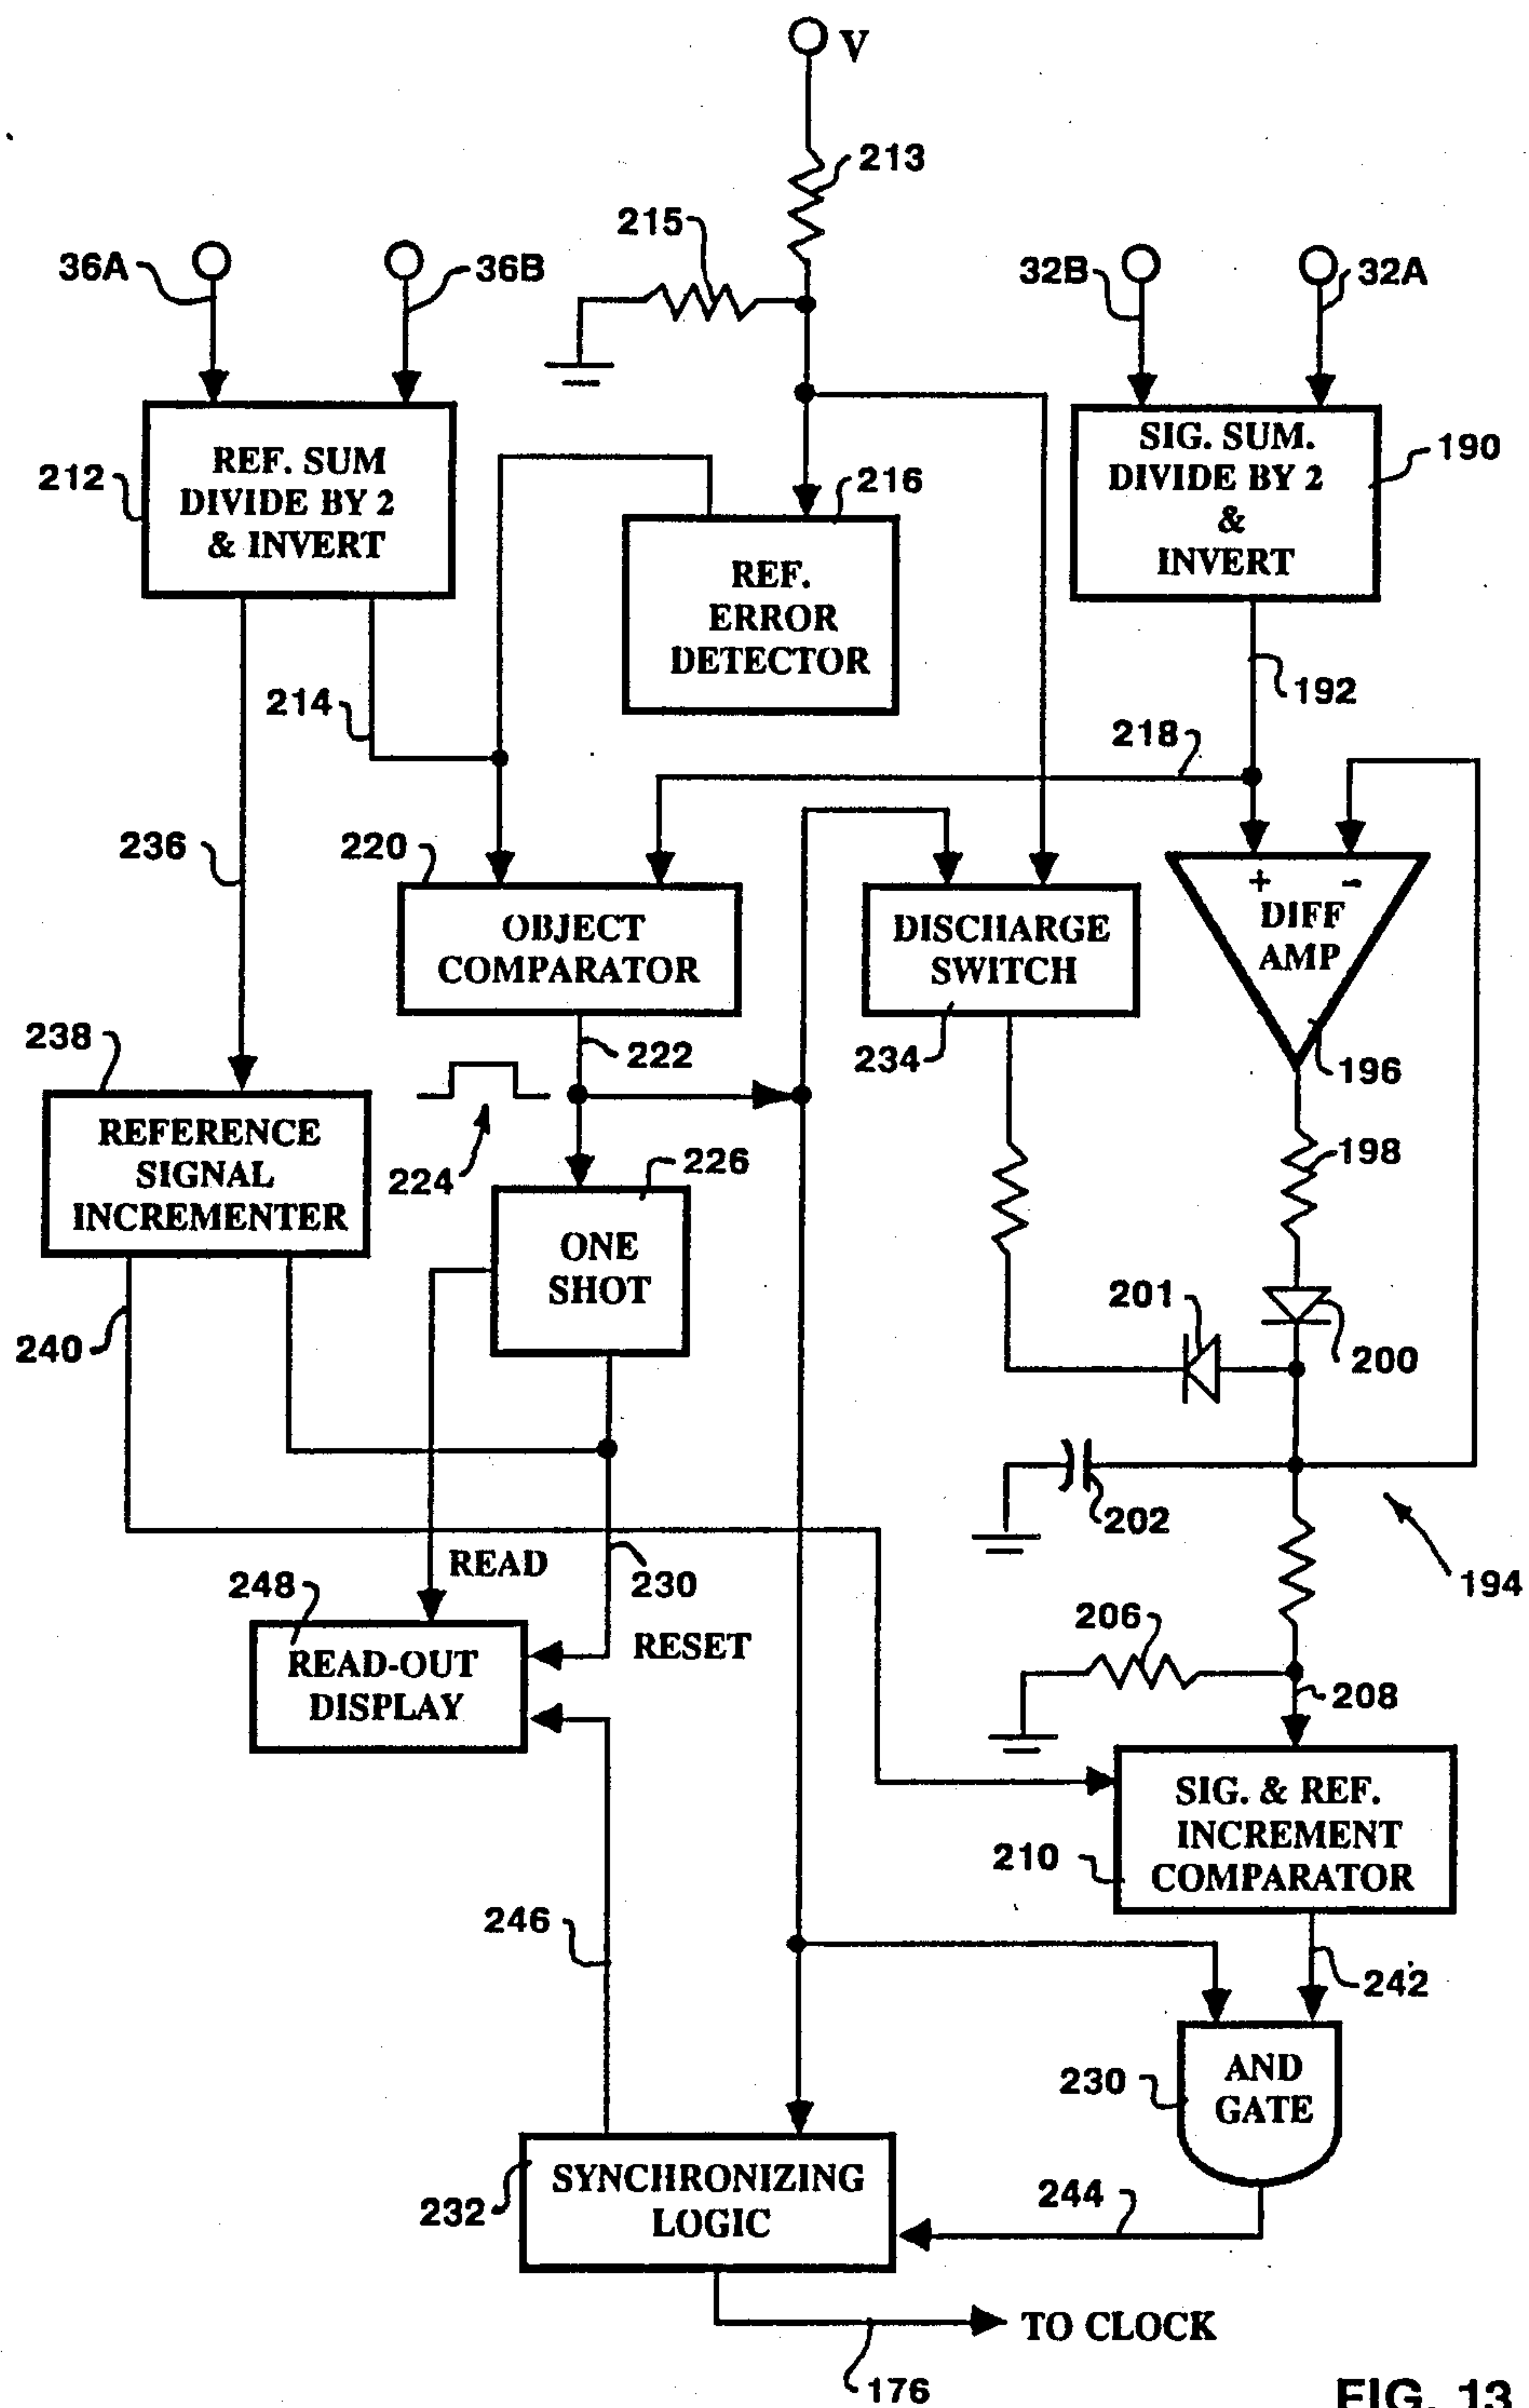 V
213
215
36A
36B
32B
32A
212
REF. SUM
DIVIDE BY 2
& INVERT
216
REF.
ERROR
DETECTOR
SIG. SUM.
DIVIDE BY 2
&
INVERT
190
214
192
218
236
220
OBJECT
COMPARATOR
DISCHARGE
SWITCH
+ -
DIFF
AMP
238
222
234
196
REFERENCE
SIGNAL
INCREMENTER
224
226
198
ONE
SHOT
240
201
200
202
READ
230
194
248
206
RESET
READ-OUT
DISPLAY
208
SIG. & REF.
INCREMENT
COMPARATOR
210
246
242
230
AND
GATE
SYNCHRONIZING
LOGIC
232
244
TO CLOCK
176
FIG. 13